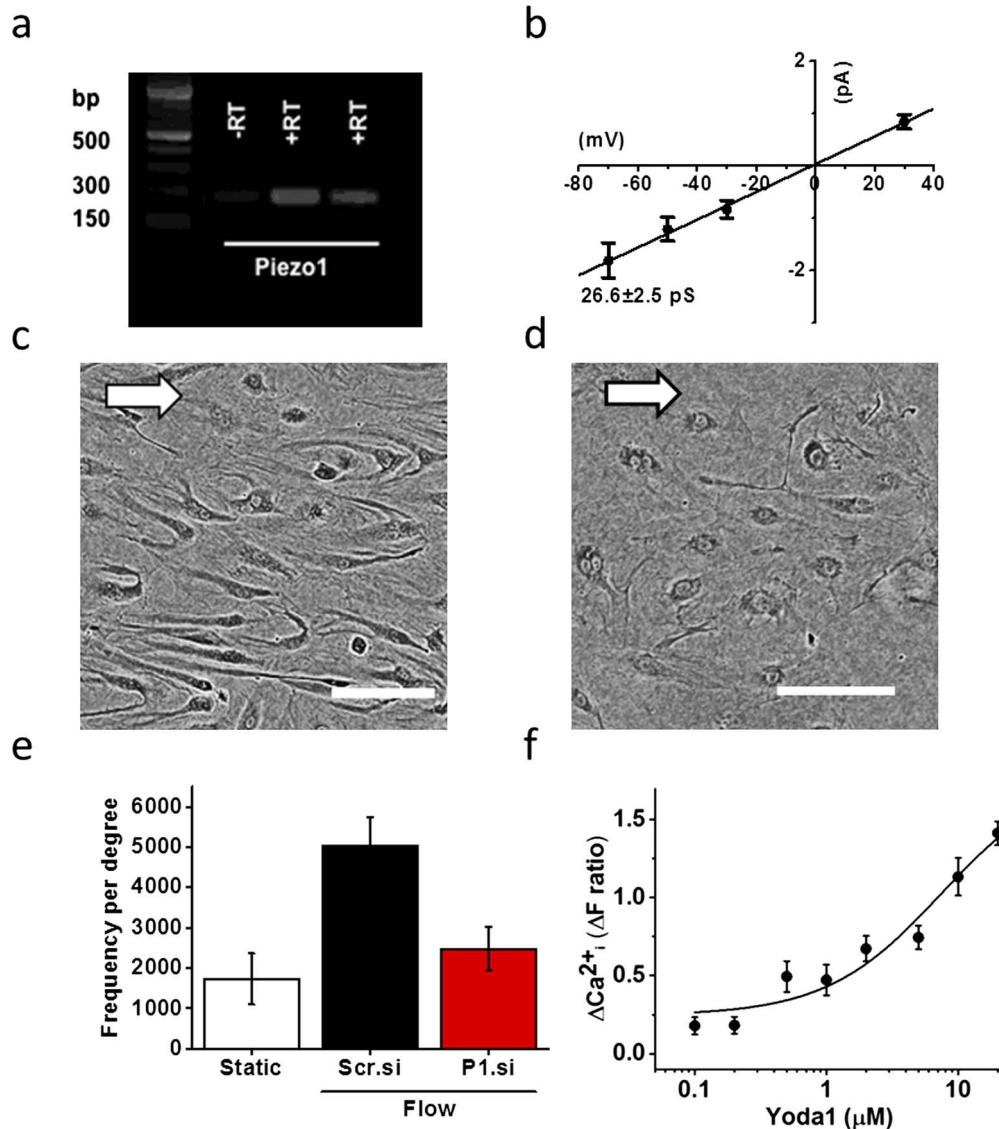 a
bp
500
300
150
-RT
+RT
+RT
Piezo1
b
2
(pA)
(mV)
-80 -60 -40 -20 0 20 40
-2
26.6±2.5 pS
c
d
e
Frequency per degree
6000
5000
4000
3000
2000
1000
0
Static Scr.si P1.si
Flow
f
ΔCa²⁺ᵢ (ΔF ratio)
1.5
1.0
0.5
0.0
0.1 1 10
Yoda1 (μM)